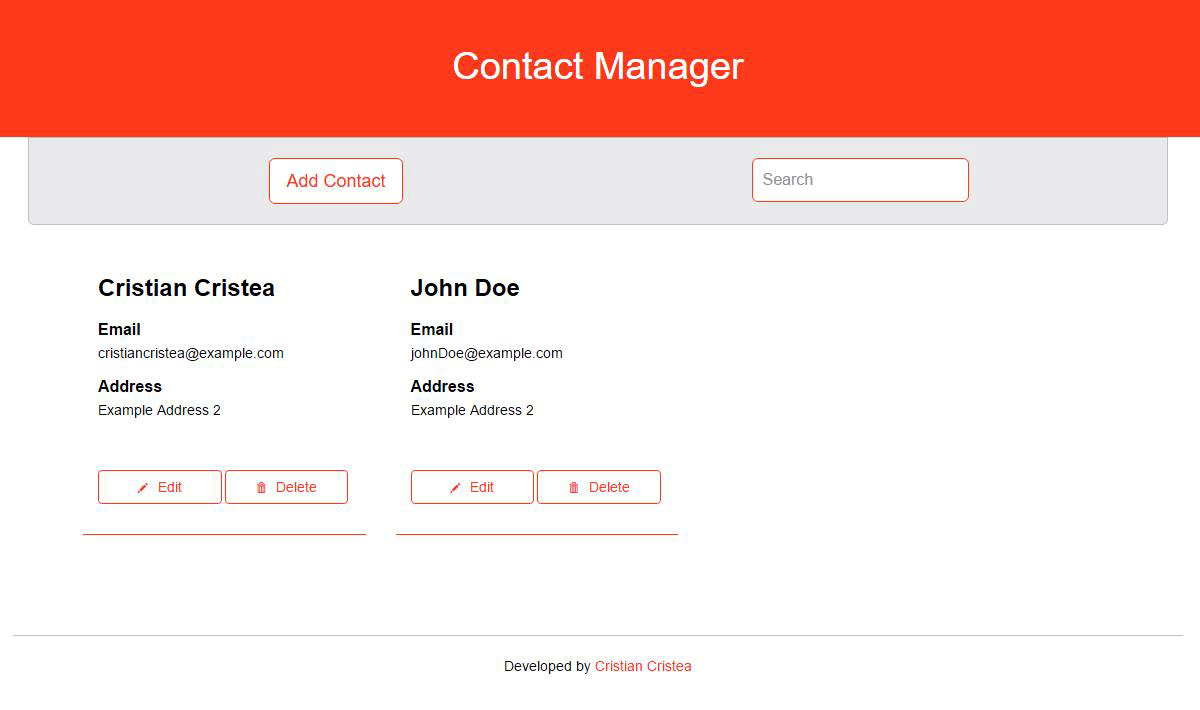 Contact Manager
Add Contact
Search
Cristian Cristea
Email
cristiancristea@example.com
Address
Example Address 2
Edit
Delete
John Doe
Email
johnDoe@example.com
Address
Example Address 2
Edit
Delete
Developed by Cristian Cristea